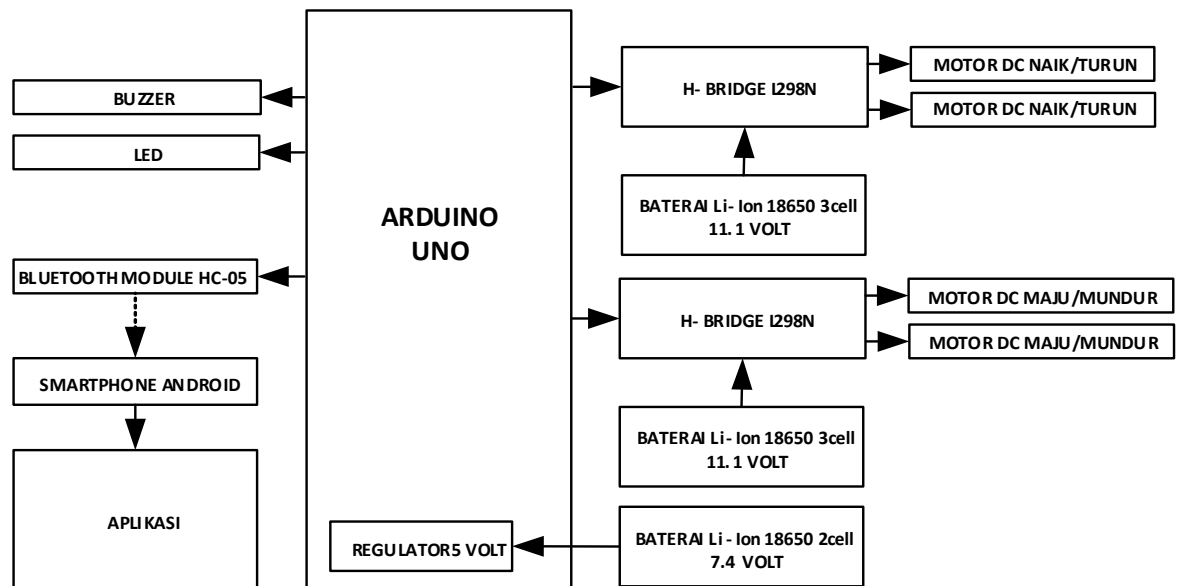 BUZZER
LED
BLUETOOTH MODULE HC-05
SMARTPHONE ANDROID
APLIKASI
ARDUINO
UNO
REGULATOR5 VOLT
H- BRIDGE L298N
MOTOR DC NAIK/TURUN
MOTOR DC NAIK/TURUN
BATERAI Li- Ion 18650 3cell
11.1 VOLT
H- BRIDGE L298N
MOTOR DC MAJU/MUNDUR
MOTOR DC MAJU/MUNDUR
BATERAI Li- Ion 18650 3cell
11.1 VOLT
BATERAI Li - Ion 18650 2cell
7.4 VOLT